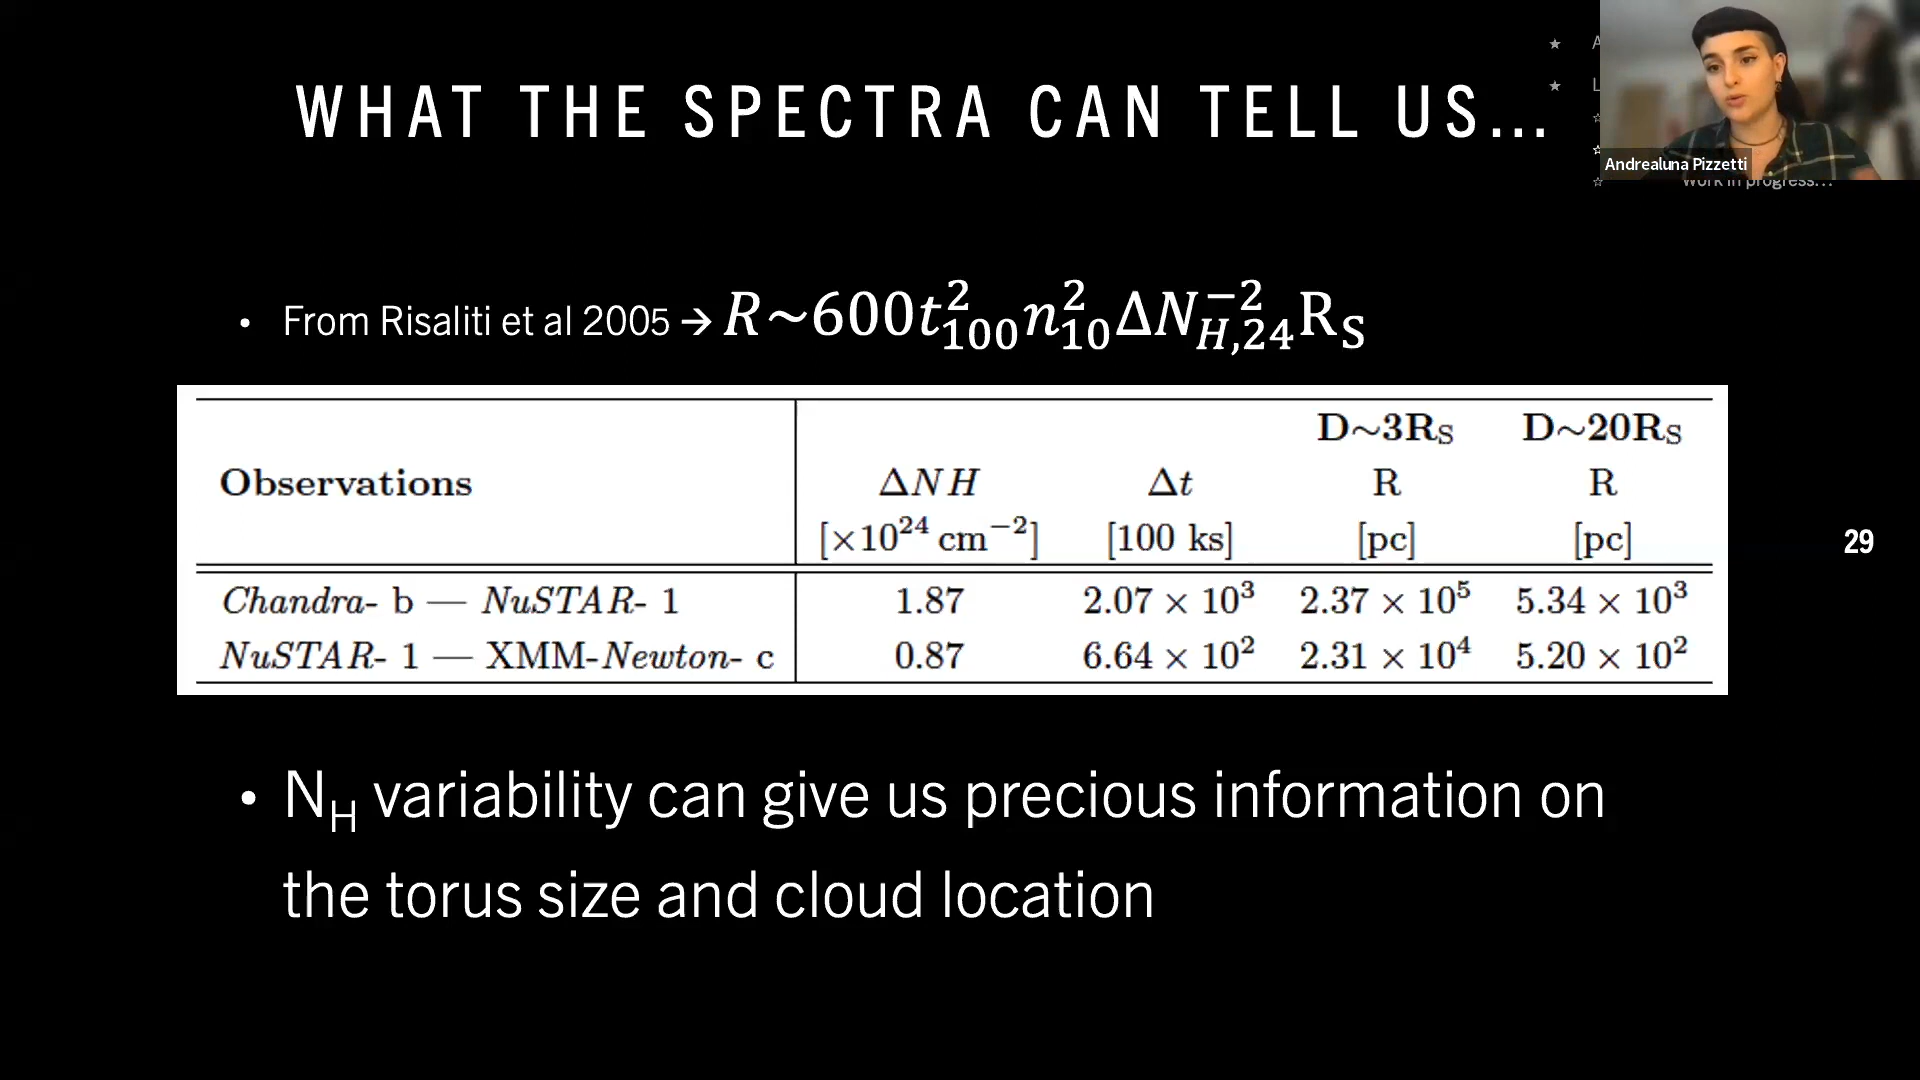 WHAT THE SPECTRA CAN TELL US...
Andrealuna Pizzetti
Work in progress...
• From Risaliti et al 2005 → R~600t²₁₀₀n²₁₀ΔN⁻²_H,24 R_S
D∼3R_S D∼20R_S
Observations ΔNH Δt R R
[×10²⁴ cm⁻²] [100 ks] [pc] [pc]
Chandra- b — NuSTAR- 1 1.87 2.07 × 10³ 2.37 × 10⁵ 5.34 × 10³
NuSTAR- 1 — XMM-Newton- c 0.87 6.64 × 10² 2.31 × 10⁴ 5.20 × 10²
29
• N_H variability can give us precious information on
the torus size and cloud location